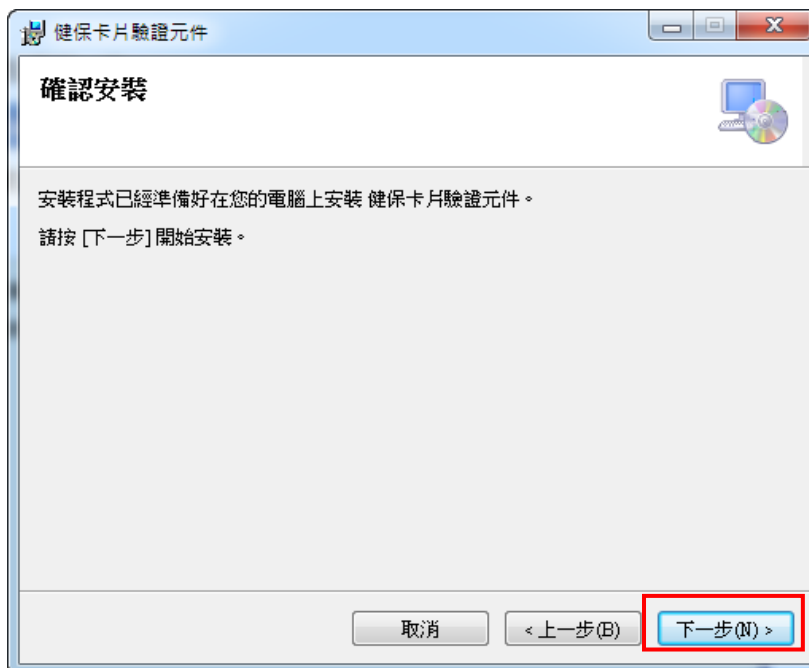 健保卡片驗證元件
確認安裝
安裝程式已經準備好在您的電腦上安裝 健保卡片驗證元件。
請按 [下一步] 開始安裝。
取消
< 上一步(B)
下一步(N) >